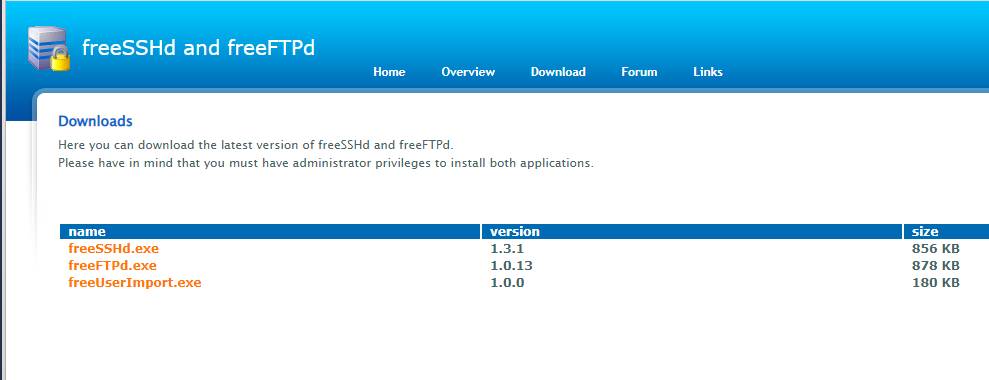 freeSSHd and freeFTPd
Home Overview Download Forum Links
Downloads
Here you can download the latest version of freeSSHd and freeFTPd.
Please have in mind that you must have administrator privileges to install both applications.
name version size
freeSSHd.exe 1.3.1 856 KB
freeFTPd.exe 1.0.13 878 KB
freeUserImport.exe 1.0.0 180 KB